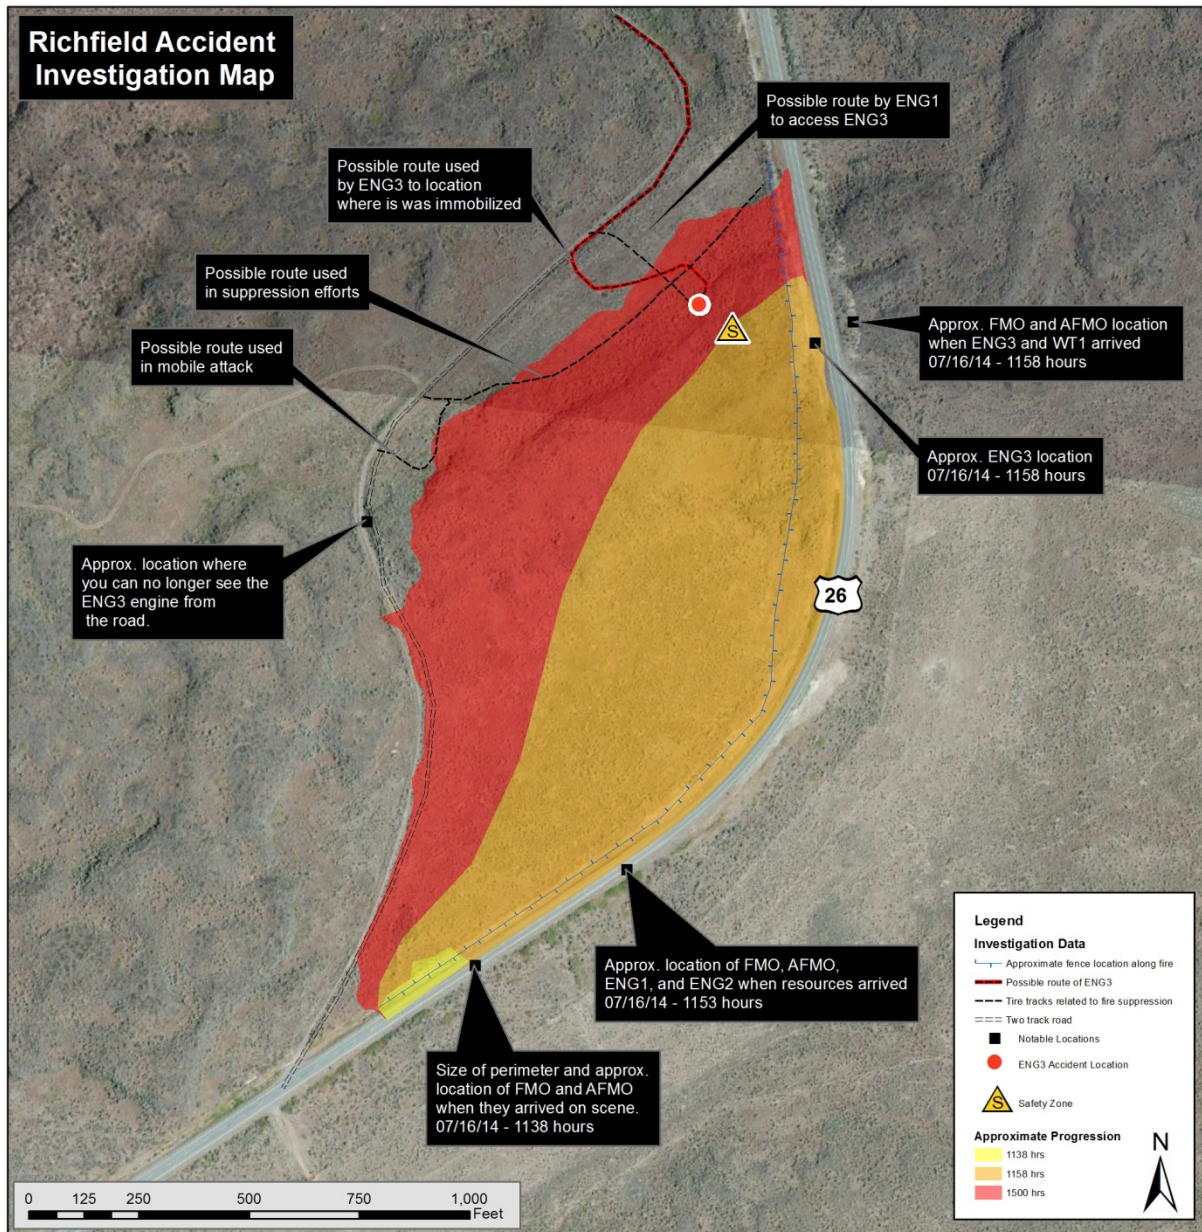 Richfield Accident
Investigation Map
Possible route by ENG1
to access ENG3
Possible route used
by ENG3 to location
where is was immobilized
Possible route used
in suppression efforts
Possible route used
in mobile attack
Approx. FMO and AFMO location
when ENG3 and WT1 arrived
07/16/14 - 1158 hours
Approx. ENG3 location
07/16/14 - 1158 hours
S
Approx. location where
you can no longer see the
ENG3 engine from
the road.
26
Approx. location of FMO, AFMO,
ENG1, and ENG2 when resources arrived
07/16/14 - 1153 hours
Size of perimeter and approx.
location of FMO and AFMO
when they arrived on scene.
07/16/14 - 1138 hours
Legend
Investigation Data
Approximate fence location along fire
Possible route of ENG3
Tire tracks related to fire suppression
Two track road
Notable Locations
ENG3 Accident Location
S
Safety Zone
Approximate Progression
1138 hrs
1158 hrs
1500 hrs
N
0 125 250 500 750 1,000
Feet